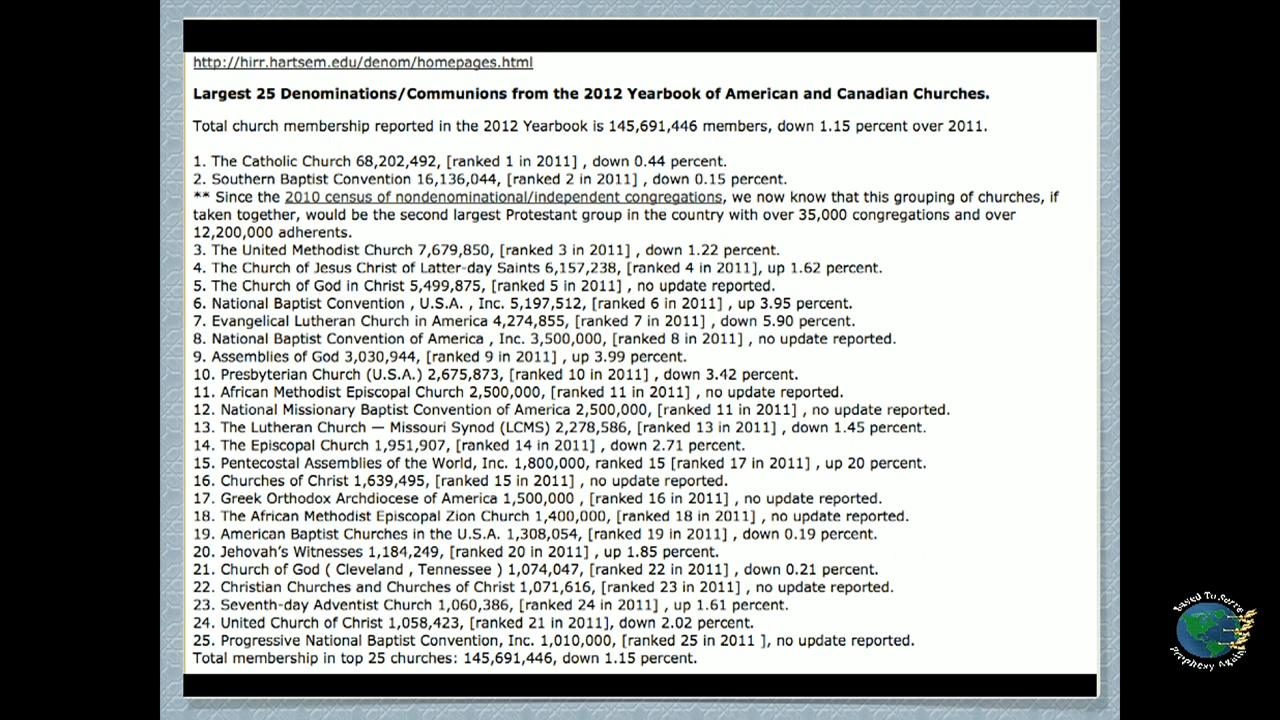 http://hirr.hartsem.edu/denom/homepages.html
Largest 25 Denominations/Communions from the 2012 Yearbook of American and Canadian Churches.
Total church membership reported in the 2012 Yearbook is 145,691,446 members, down 1.15 percent over 2011.
1. The Catholic Church 68,202,492, [ranked 1 in 2011] , down 0.44 percent.
2. Southern Baptist Convention 16,136,044, [ranked 2 in 2011] , down 0.15 percent.
** Since the 2010 census of nondenominational/independent congregations, we now know that this grouping of churches, if
taken together, would be the second largest Protestant group in the country with over 35,000 congregations and over
12,200,000 adherents.
3. The United Methodist Church 7,679,850, [ranked 3 in 2011] , down 1.22 percent.
4. The Church of Jesus Christ of Latter-day Saints 6,157,238, [ranked 4 in 2011], up 1.62 percent.
5. The Church of God in Christ 5,499,875, [ranked 5 in 2011] , no update reported.
6. National Baptist Convention , U.S.A. , Inc. 5,197,512, [ranked 6 in 2011] , up 3.95 percent.
7. Evangelical Lutheran Church in America 4,274,855, [ranked 7 in 2011] , down 5.90 percent.
8. National Baptist Convention of America , Inc. 3,500,000, [ranked 8 in 2011] , no update reported.
9. Assemblies of God 3,030,944, [ranked 9 in 2011] , up 3.99 percent.
10. Presbyterian Church (U.S.A.) 2,675,873, [ranked 10 in 2011] , down 3.42 percent.
11. African Methodist Episcopal Church 2,500,000, [ranked 11 in 2011] , no update reported.
12. National Missionary Baptist Convention of America 2,500,000, [ranked 11 in 2011] , no update reported.
13. The Lutheran Church — Missouri Synod (LCMS) 2,278,586, [ranked 13 in 2011] , down 1.45 percent.
14. The Episcopal Church 1,951,907, [ranked 14 in 2011] , down 2.71 percent.
15. Pentecostal Assemblies of the World, Inc. 1,800,000, ranked 15 [ranked 17 in 2011] , up 20 percent.
16. Churches of Christ 1,639,495, [ranked 15 in 2011] , no update reported.
17. Greek Orthodox Archdiocese of America 1,500,000 , [ranked 16 in 2011] , no update reported.
18. The African Methodist Episcopal Zion Church 1,400,000, [ranked 18 in 2011] , no update reported.
19. American Baptist Churches in the U.S.A. 1,308,054, [ranked 19 in 2011] , down 0.19 percent.
20. Jehovah's Witnesses 1,184,249, [ranked 20 in 2011] , up 1.85 percent.
21. Church of God ( Cleveland , Tennessee ) 1,074,047, [ranked 22 in 2011] , down 0.21 percent.
22. Christian Churches and Churches of Christ 1,071,616, [ranked 23 in 2011] , no update reported.
23. Seventh-day Adventist Church 1,060,386, [ranked 24 in 2011] , up 1.61 percent.
24. United Church of Christ 1,058,423, [ranked 21 in 2011], down 2.02 percent.
25. Progressive National Baptist Convention, Inc. 1,010,000, [ranked 25 in 2011 ], no update reported.
Total membership in top 25 churches: 145,691,446, down 1.15 percent.
Prophecy Again